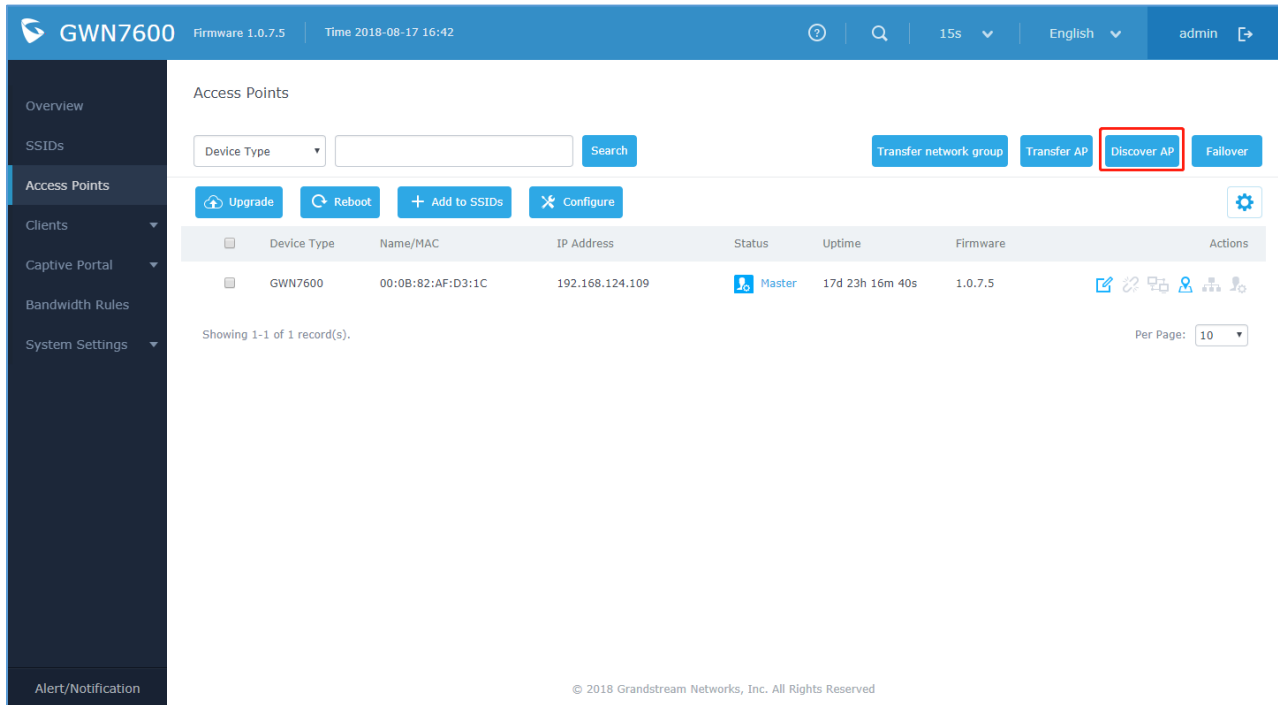 GWN7600 Firmware 1.0.7.5 Time 2018-08-17 16:42 15s English admin
Overview
SSIDs
Access Points
Clients
Captive Portal
Bandwidth Rules
System Settings
Alert/Notification
Access Points
Device Type Search Transfer network group Transfer AP Discover AP Failover
Upgrade Reboot Add to SSIDs Configure
Device Type Name/MAC IP Address Status Uptime Firmware Actions
GWN7600 00:0B:82:AF:D3:1C 192.168.124.109 Master 17d 23h 16m 40s 1.0.7.5
Showing 1-1 of 1 record(s). Per Page: 10
© 2018 Grandstream Networks, Inc. All Rights Reserved